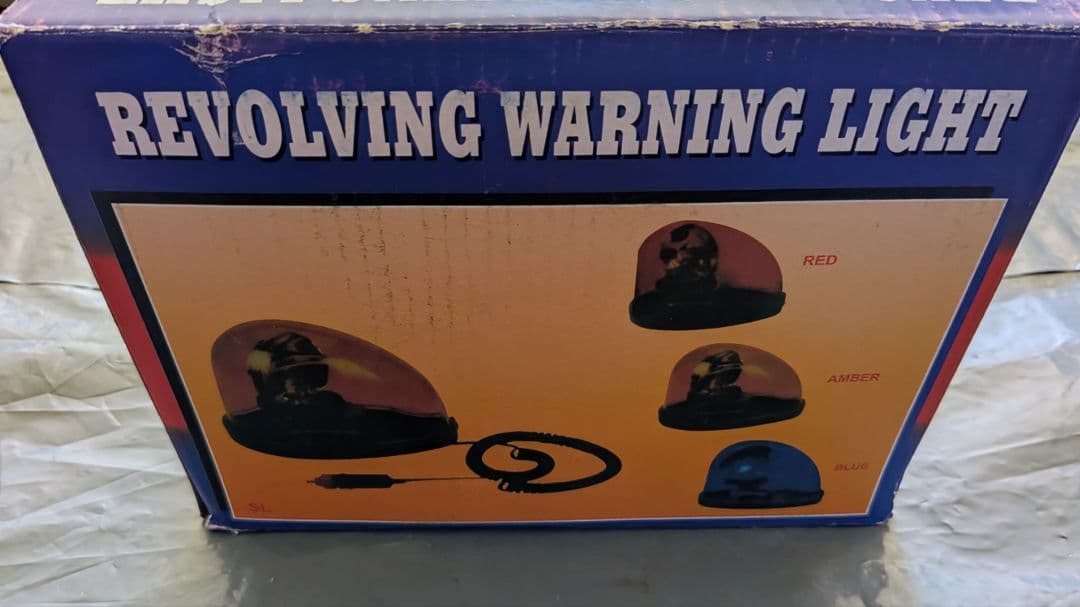 REVOLVING WARNING LIGHT
RED
AMBER
BLUE
SL